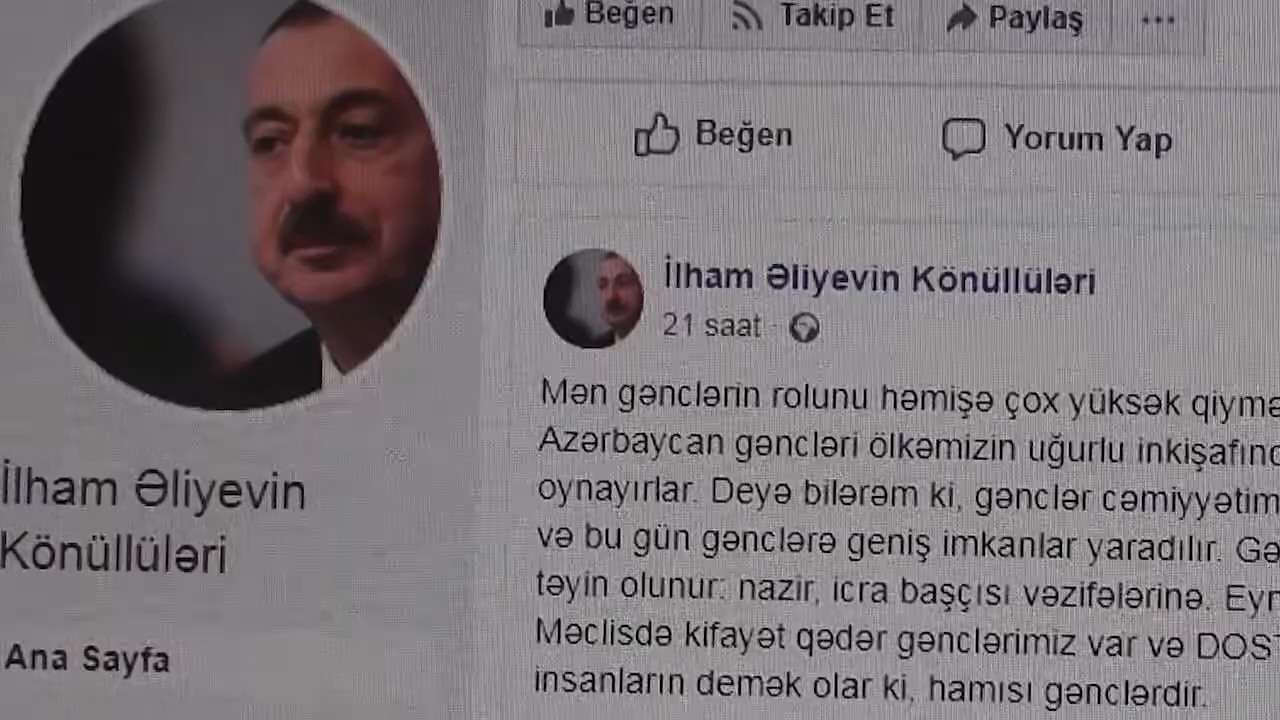 Beğen Takip Et Paylaş
Beğen Yorum Yap
İlham Əliyevin Könüllüləri
21 saat ·
Mən gənclərin rolunu həmişə çox yüksək
Azərbaycan gəncləri ölkəmizin uğurlu
oynayırlar. Deyə bilərəm ki, gənclər
və bu gün gənclərə geniş imkanlar yaradılır.
təyin olunur: nazir, icra başçısı vəzifələrinə.
Məclisdə kifayət qədər gənclərimiz var və
insanların demək olar ki, hamısı gənclərdir.
İlham Əliyevin
Könüllüləri
Ana Sayfa